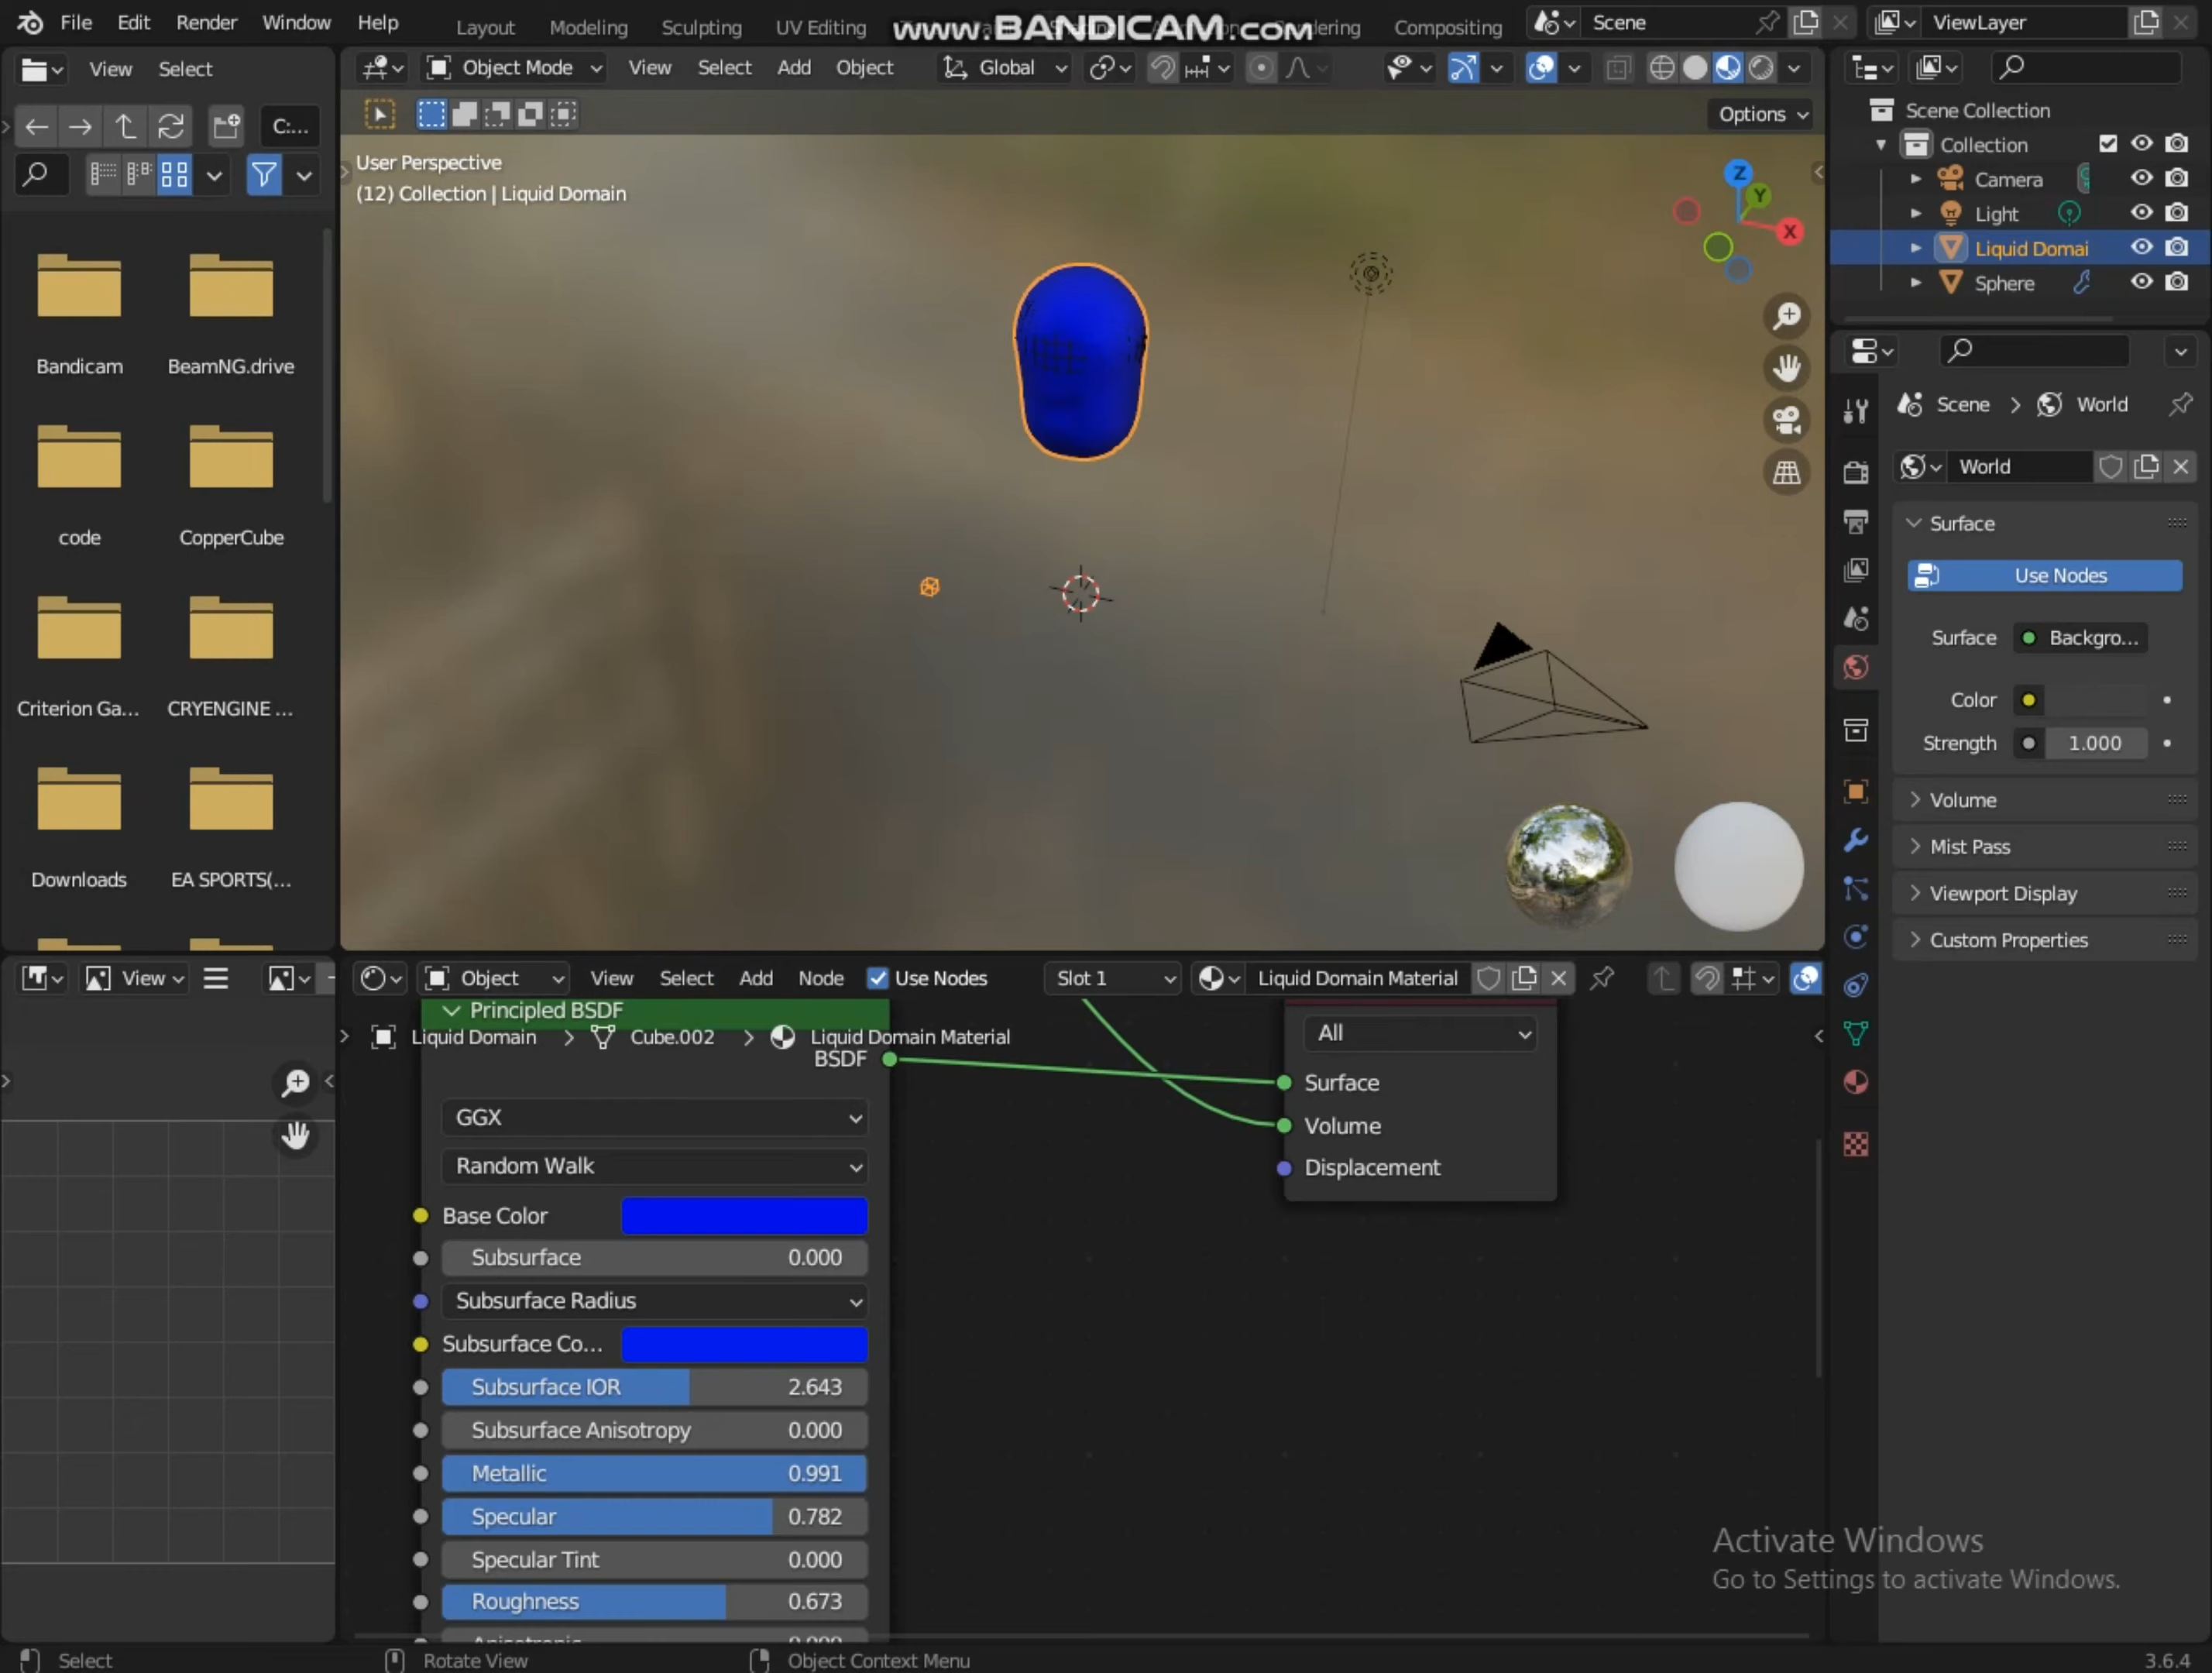 File Edit Render Window Help
Layout Modeling Sculpting UV Editing
www.BANDICAM.com
Compositing
Scene
ViewLayer
View Select
Object Mode View Select Add Object Global
C:...
Options
User Perspective
(12) Collection | Liquid Domain
Z
Y
X
Scene Collection
Collection
Camera
Light
Liquid Domai
Sphere
Bandicam BeamNG.drive
code CopperCube
Criterion Ga... CRYENGINE ...
Downloads EA SPORTS(...
Scene > World
World
Surface
Use Nodes
Surface Backgro...
Color
Strength 1.000
Volume
Mist Pass
Viewport Display
Custom Properties
View
Object View Select Add Node Use Nodes Slot 1 Liquid Domain Material
Principled BSDF
Liquid Domain > Cube.002 > Liquid Domain Material
BSDF
GGX
Random Walk
Base Color
Subsurface 0.000
Subsurface Radius
Subsurface Co...
Subsurface IOR 2.643
Subsurface Anisotropy 0.000
Metallic 0.991
Specular 0.782
Specular Tint 0.000
Roughness 0.673
All
Surface
Volume
Displacement
Activate Windows
Go to Settings to activate Windows.
Select Rotate View Object Context Menu 3.6.4